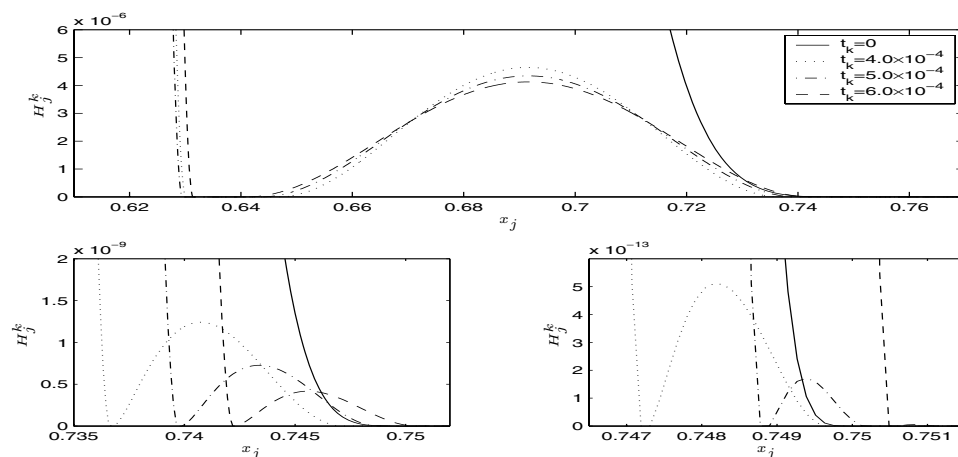 x 10⁻⁶
6
5
4
3
2
1
0
H_j^k
0.62 0.64 0.66 0.68 0.7 0.72 0.74 0.76
x_j
t_k=0
t_k=4.0×10⁻⁴
t_k=5.0×10⁻⁴
t_k=6.0×10⁻⁴
x 10⁻⁹
2
1.5
1
0.5
0
H_j^k
0.735 0.74 0.745 0.75
x_j
x 10⁻¹³
5
4
3
2
1
0
H_j^k
0.747 0.748 0.749 0.75 0.751
x_j